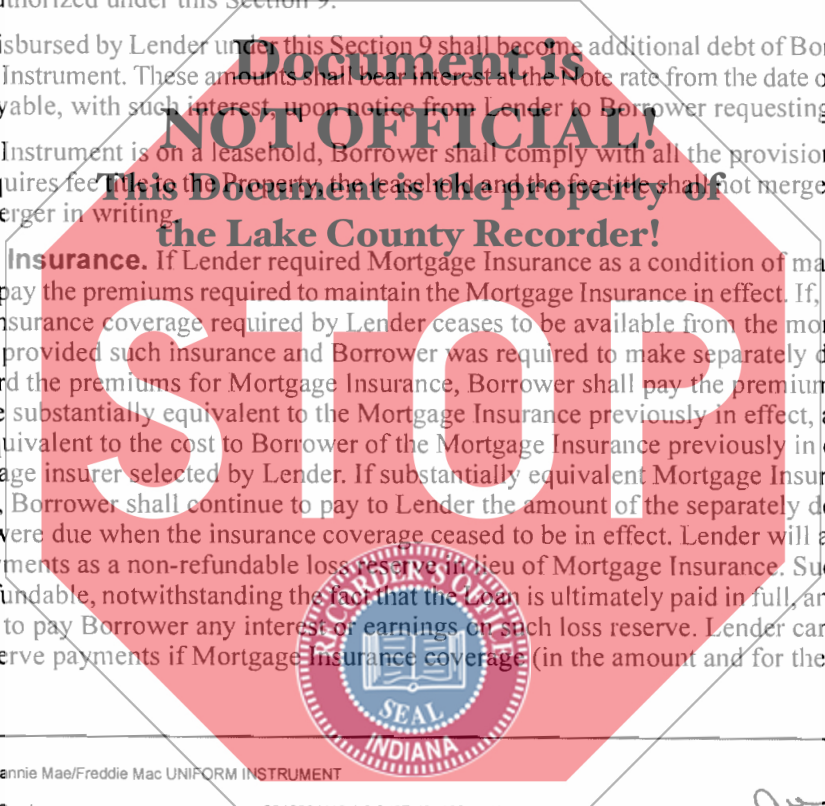 uthorized under this Section 9.
isbursed by Lender under this Section 9 shall become additional debt of Bo
Document is
Instrument. These amounts shall bear interest at the Note rate from the date o
yable, with such interest, upon notice from Lender to Borrower requesting
NOT OFFICIAL!
Instrument is on a leasehold, Borrower shall comply with all the provisio
uires fee title to the Property, the leasehold and the fee title shall not merge
This Document is the property of
erger in writing.
the Lake County Recorder!
Insurance. If Lender required Mortgage Insurance as a condition of ma
pay the premiums required to maintain the Mortgage Insurance in effect. If,
nsurance coverage required by Lender ceases to be available from the mo
provided such insurance and Borrower was required to make separately d
rd the premiums for Mortgage Insurance, Borrower shall pay the premium
e substantially equivalent to the Mortgage Insurance previously in effect, a
uivalent to the cost to Borrower of the Mortgage Insurance previously in e
age insurer selected by Lender. If substantially equivalent Mortgage Insur
, Borrower shall continue to pay to Lender the amount of the separately d
were due when the insurance coverage ceased to be in effect. Lender will a
STOP
ments as a non-refundable loss reserve in lieu of Mortgage Insurance. Su
undable, notwithstanding the fact that the Loan is ultimately paid in full, an
to pay Borrower any interest or earnings on such loss reserve. Lender car
erve payments if Mortgage Insurance coverage (in the amount and for the
RECORDER'S OFFICE
SEAL
INDIANA
annie Mae/Freddie Mac UNIFORM INSTRUMENT